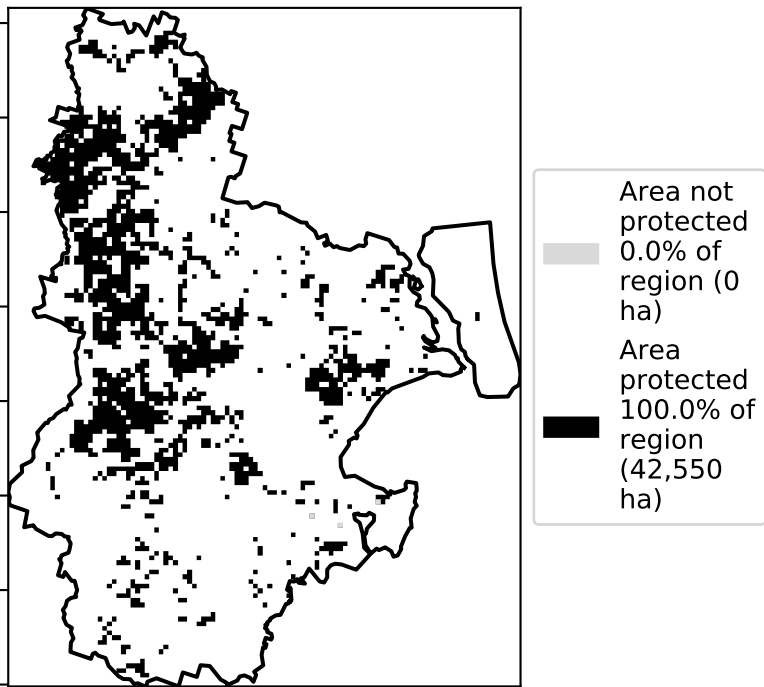 Area not
protected
0.0% of
region (0
ha)
Area
protected
100.0% of
region
(42,550
ha)